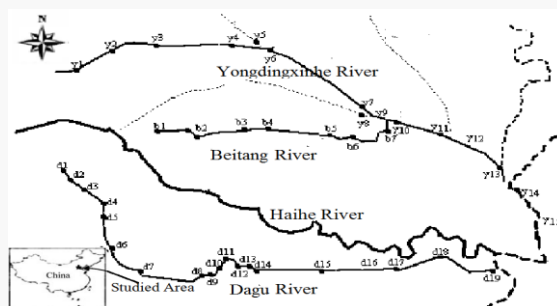 N
y1 y2 y3 y4 y5 y6
Yongdingxinhe River
y7 y8 y9 y10 y11 y12 y13 y14
b1 b2 b3 b4 b5 b6 b7
Beitang River
d1 d2 d3 d4 d5 d6 d7 d8 d9 d10 d11 d12 d13 d14 d15 d16 d17 d18 d19
Haihe River
China
Studied Area
Dagu River